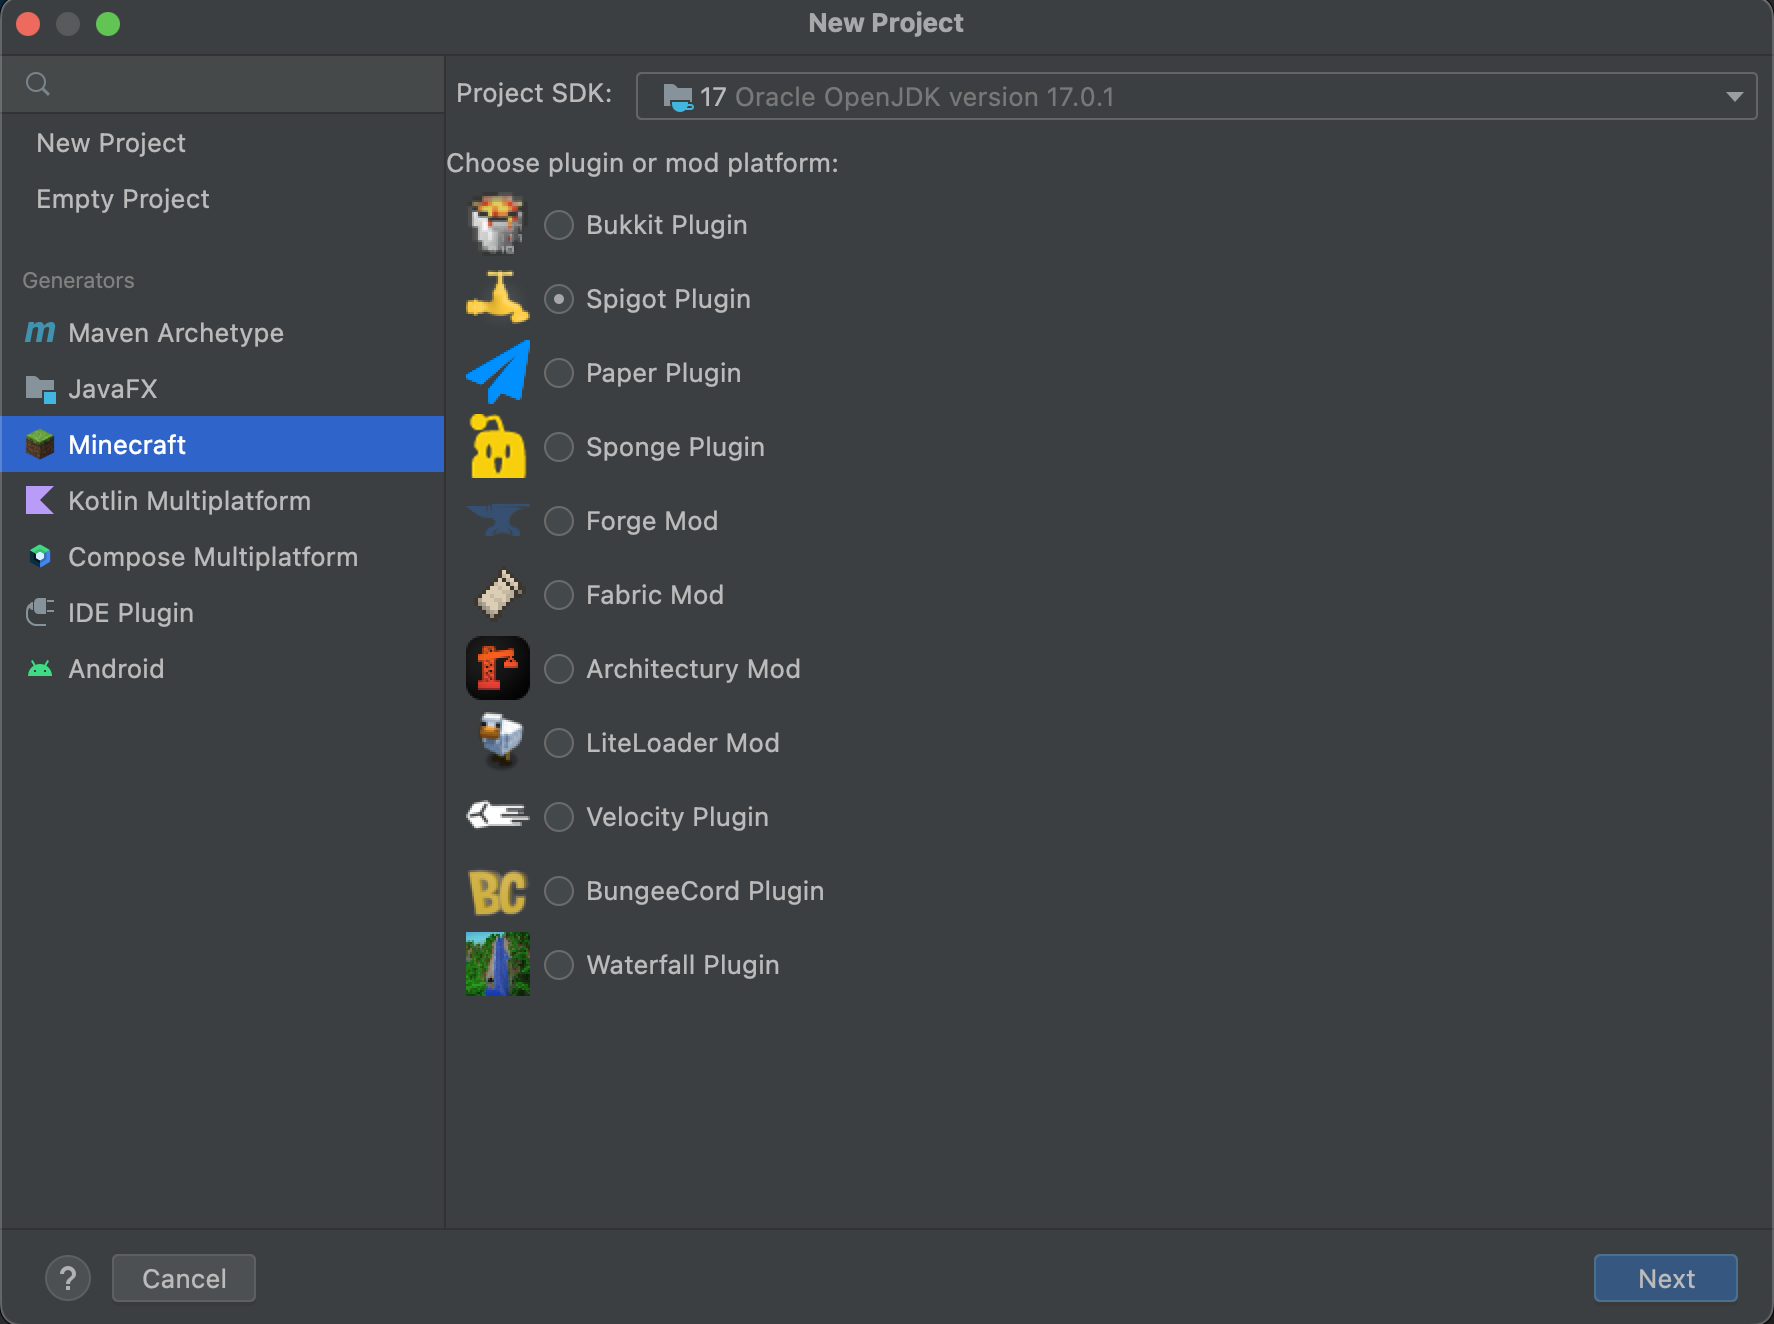 New Project
Project SDK:
17 Oracle OpenJDK version 17.0.1
New Project
Empty Project
Generators
Maven Archetype
JavaFX
Minecraft
Kotlin Multiplatform
Compose Multiplatform
IDE Plugin
Android
Choose plugin or mod platform:
Bukkit Plugin
Spigot Plugin
Paper Plugin
Sponge Plugin
Forge Mod
Fabric Mod
Architectury Mod
LiteLoader Mod
Velocity Plugin
BC BungeeCord Plugin
Waterfall Plugin
?
Cancel
Next